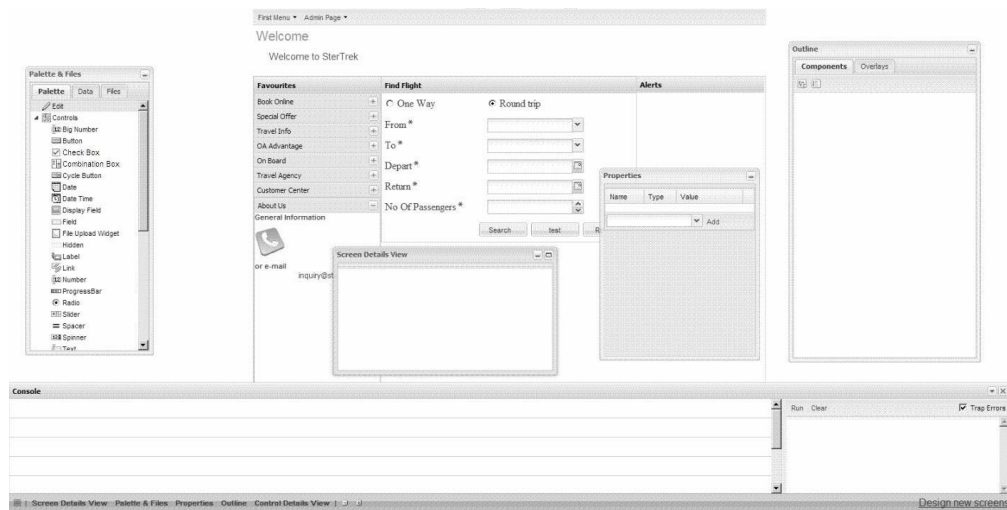 First Menu Admin Page
Welcome
Welcome to SterTrek
Palette & Files
Palette Data Files
Edit
Controls
Big Number
Button
Check Box
Combination Box
Cycle Button
Date
Date Time
Display Field
Field
File Upload Widget
Hidden
Label
Link
Number
ProgressBar
Radio
Slider
Spacer
Spinner
Text
Favourites
Book Online
Special Offer
Travel Info
OA Advantage
On Board
Travel Agency
Customer Center
About Us
General Information
or e-mail
inquiry@st
Find Flight
One Way Round trip
From *
To *
Depart *
Return *
No Of Passengers *
Search test R
Alerts
Screen Details View
Properties
Name Type Value
Add
Outline
Components Overlays
Console
Run Clear Trap Errors
Screen Details View Palette & Files Properties Outline Control Details View
Design new screens